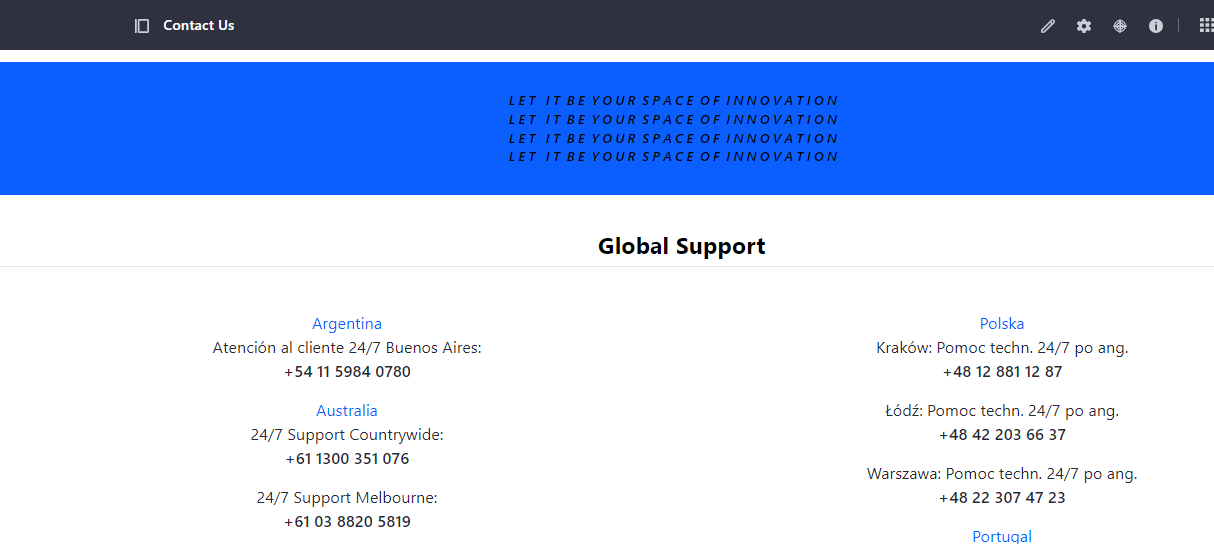 Contact Us
LET IT BE YOUR SPACE OF INNOVATION
LET IT BE YOUR SPACE OF INNOVATION
LET IT BE YOUR SPACE OF INNOVATION
LET IT BE YOUR SPACE OF INNOVATION
Global Support
Argentina
Atención al cliente 24/7 Buenos Aires:
+54 11 5984 0780
Australia
24/7 Support Countrywide:
+61 1300 351 076
24/7 Support Melbourne:
+61 03 8820 5819
Polska
Kraków: Pomoc techn. 24/7 po ang.
+48 12 881 12 87
Łódź: Pomoc techn. 24/7 po ang.
+48 42 203 66 37
Warszawa: Pomoc techn. 24/7 po ang.
+48 22 307 47 23
Portugal